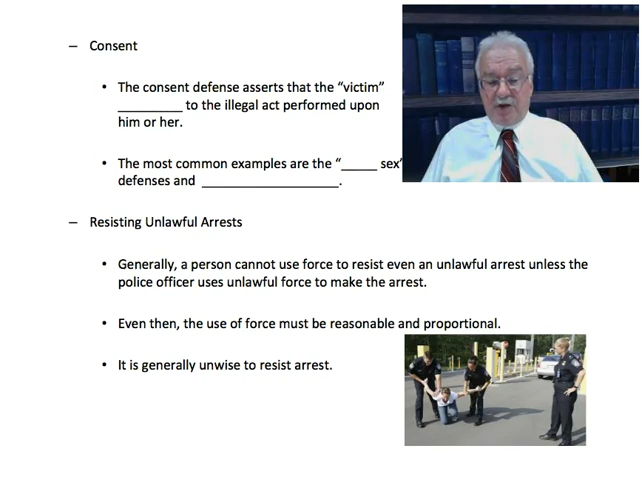 – Consent
• The consent defense asserts that the “victim”
_________ to the illegal act performed upon
him or her.
• The most common examples are the “_____ sex”
defenses and ___________________.
– Resisting Unlawful Arrests
• Generally, a person cannot use force to resist even an unlawful arrest unless the
police officer uses unlawful force to make the arrest.
• Even then, the use of force must be reasonable and proportional.
• It is generally unwise to resist arrest.